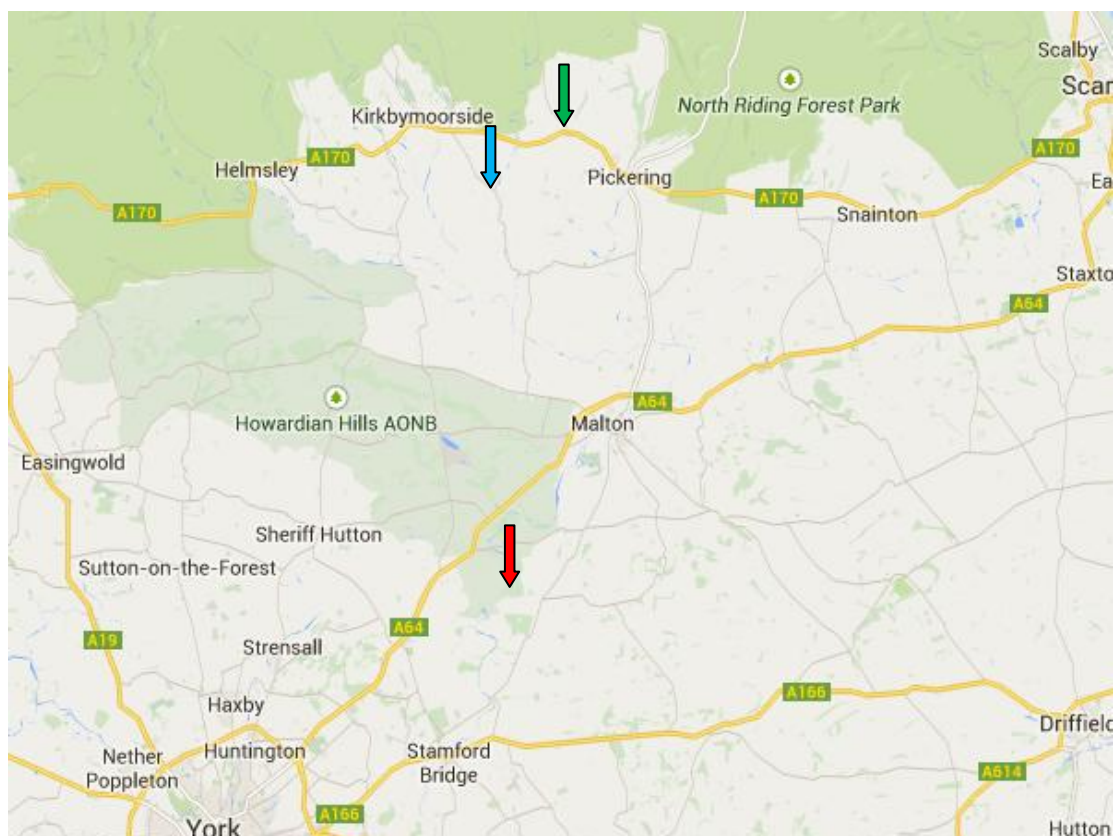 Scalby
Scar
North Riding Forest Park
Kirkbymoorside
A170
Helmsley
Pickering
A170
Ea
A170
A170
Snainton
Staxto
A64
A64
Howardian Hills AONB
Malton
Easingwold
Sheriff Hutton
Sutton-on-the-Forest
A64
A19
Strensall
A166
Haxby
Driffield
Nether
Poppleton
Huntington
Stamford
Bridge
A614
A166
York
Hutton